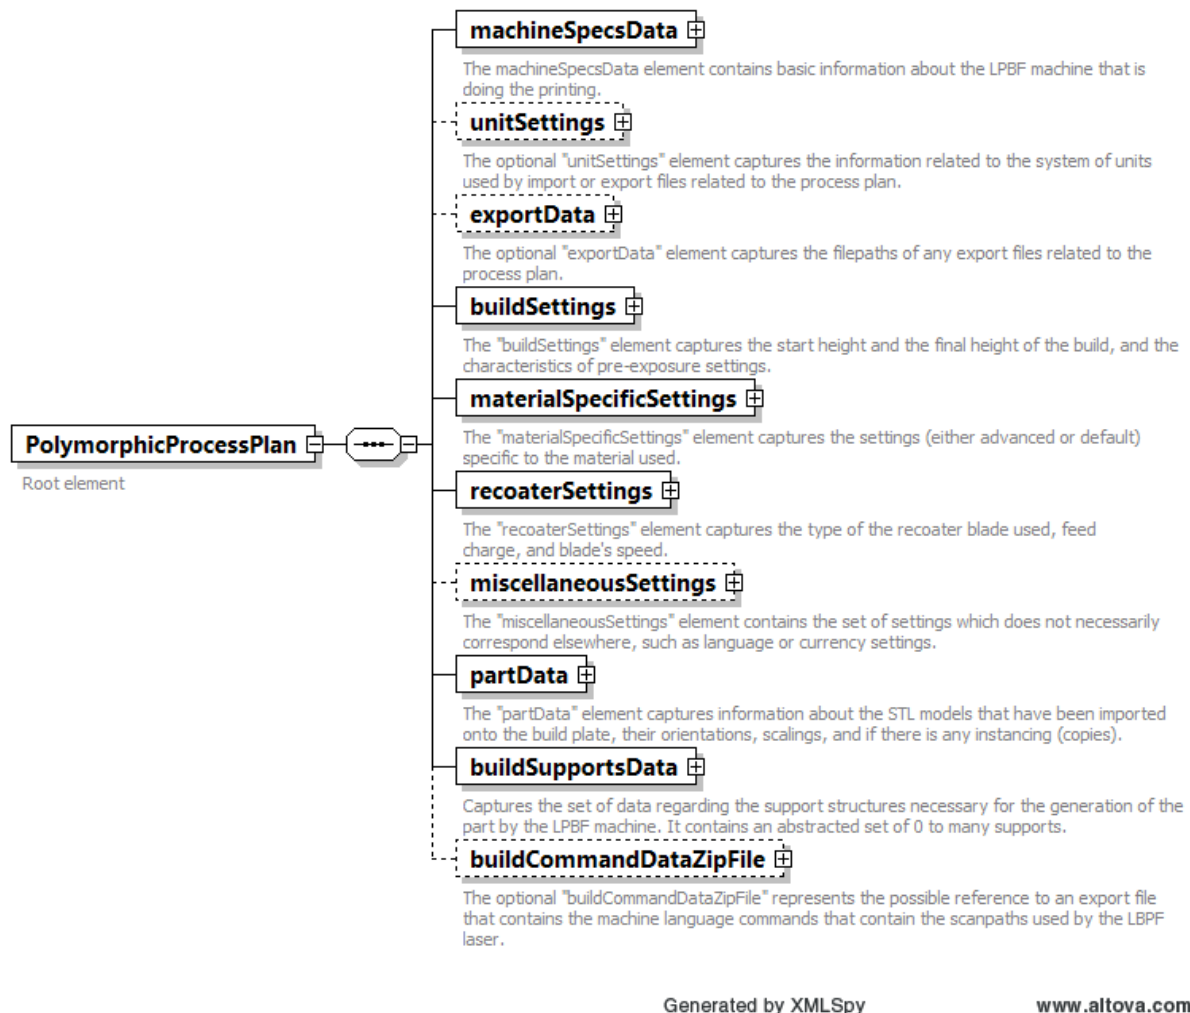 machineSpecsData
The machineSpecsData element contains basic information about the LPBF machine that is
doing the printing.
unitSettings
The optional "unitSettings" element captures the information related to the system of units
used by import or export files related to the process plan.
exportData
The optional "exportData" element captures the filepaths of any export files related to the
process plan.
buildSettings
The "buildSettings" element captures the start height and the final height of the build, and the
characteristics of pre-exposure settings.
materialSpecificSettings
The "materialSpecificSettings" element captures the settings (either advanced or default)
specific to the material used.
PolymorphicProcessPlan
Root element
recoaterSettings
The "recoaterSettings" element captures the type of the recoater blade used, feed
charge, and blade's speed.
miscellaneousSettings
The "miscellaneousSettings" element contains the set of settings which does not necessarily
correspond elsewhere, such as language or currency settings.
partData
The "partData" element captures information about the STL models that have been imported
onto the build plate, their orientations, scalings, and if there is any instancing (copies).
buildSupportsData
Captures the set of data regarding the support structures necessary for the generation of the
part by the LPBF machine. It contains an abstracted set of 0 to many supports.
buildCommandDataZipFile
The optional "buildCommandDataZipFile" represents the possible reference to an export file
that contains the machine language commands that contain the scanpaths used by the LBPF
laser.
Generated by XMLSpy
www.altova.com